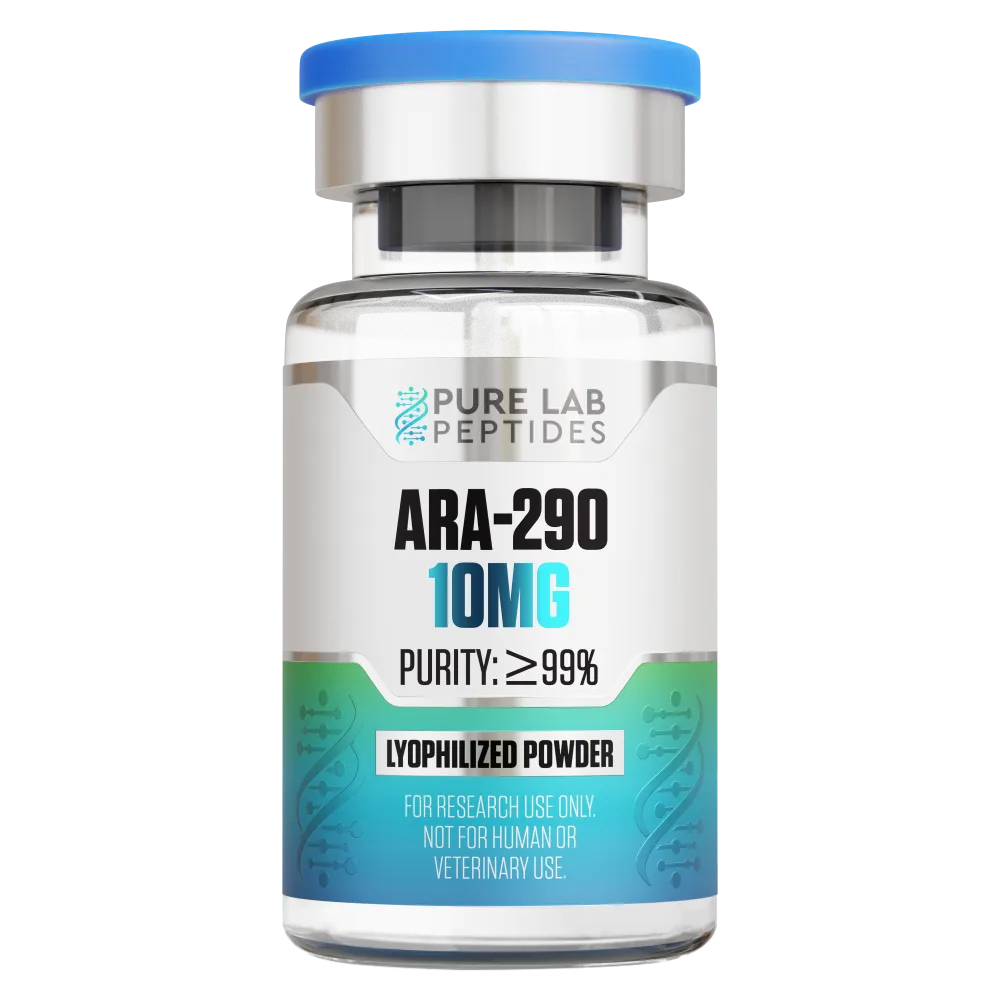 PURE LAB
PEPTIDES
ARA-290
10MG
PURITY: ≥99%
LYOPHILIZED POWDER
FOR RESEARCH USE ONLY.
NOT FOR HUMAN OR
VETERINARY USE.